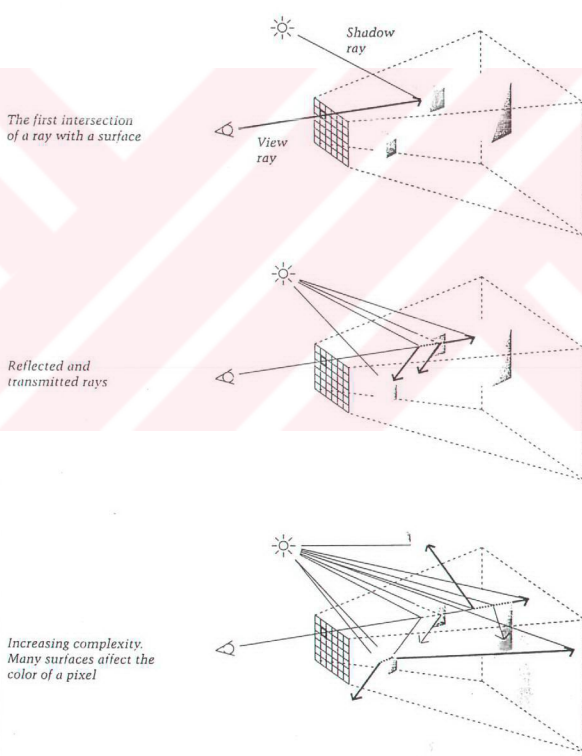 Shadow
ray
The first intersection
of a ray with a surface
View
ray
Reflected and
transmitted rays
Increasing complexity.
Many surfaces affect the
color of a pixel